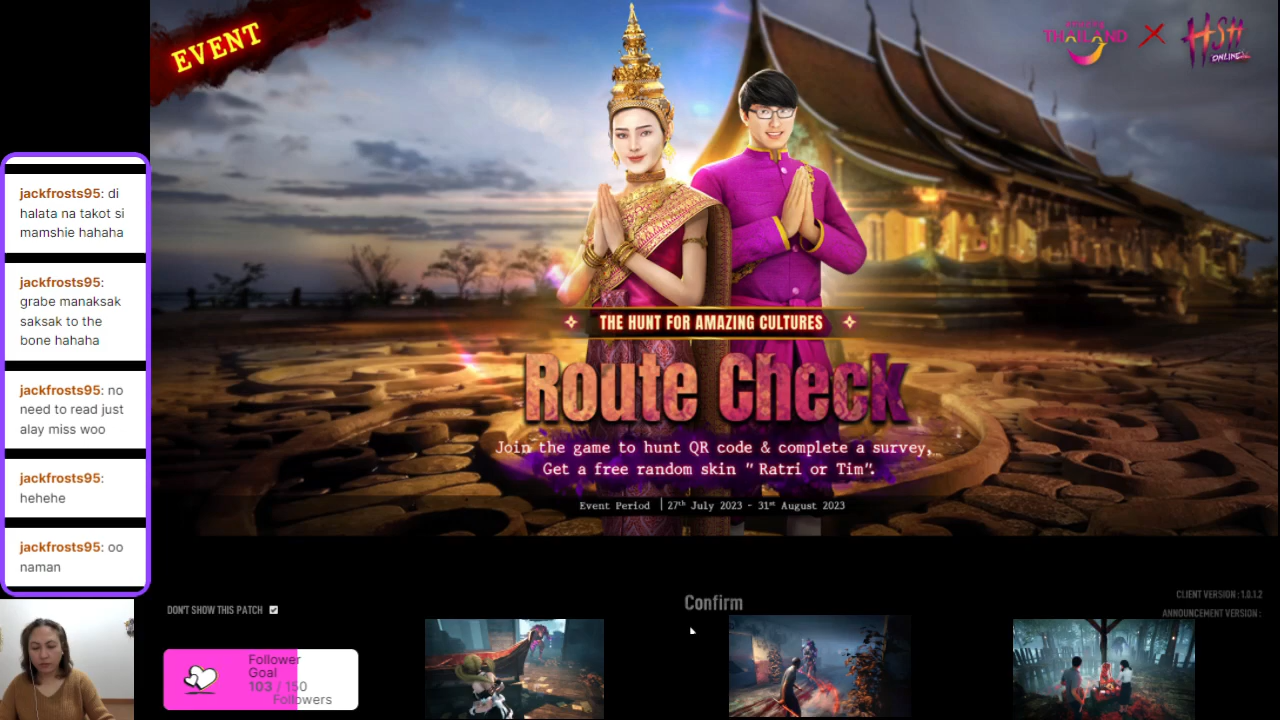 EVENT
THAILAND
HSH
ONLINE
jackfrosts95: di
halata na takot si
mamshie hahaha
jackfrosts95:
grabe manaksak
saksak to the
bone hahaha
jackfrosts95: no
need to read just
alay miss woo
jackfrosts95:
hehehe
jackfrosts95: oo
naman
THE HUNT FOR AMAZING CULTURES
Route Check
Join the game to hunt QR code & complete a survey,
Get a free random skin " Ratri or Tim".
Event Period | 27th July 2023 - 31st August 2023
Confirm
DON'T SHOW THIS PATCH
CLIENT VERSION : 1.0.1.2
ANNOUNCEMENT VERSION :
Follower
Goal
103 / 150
Followers